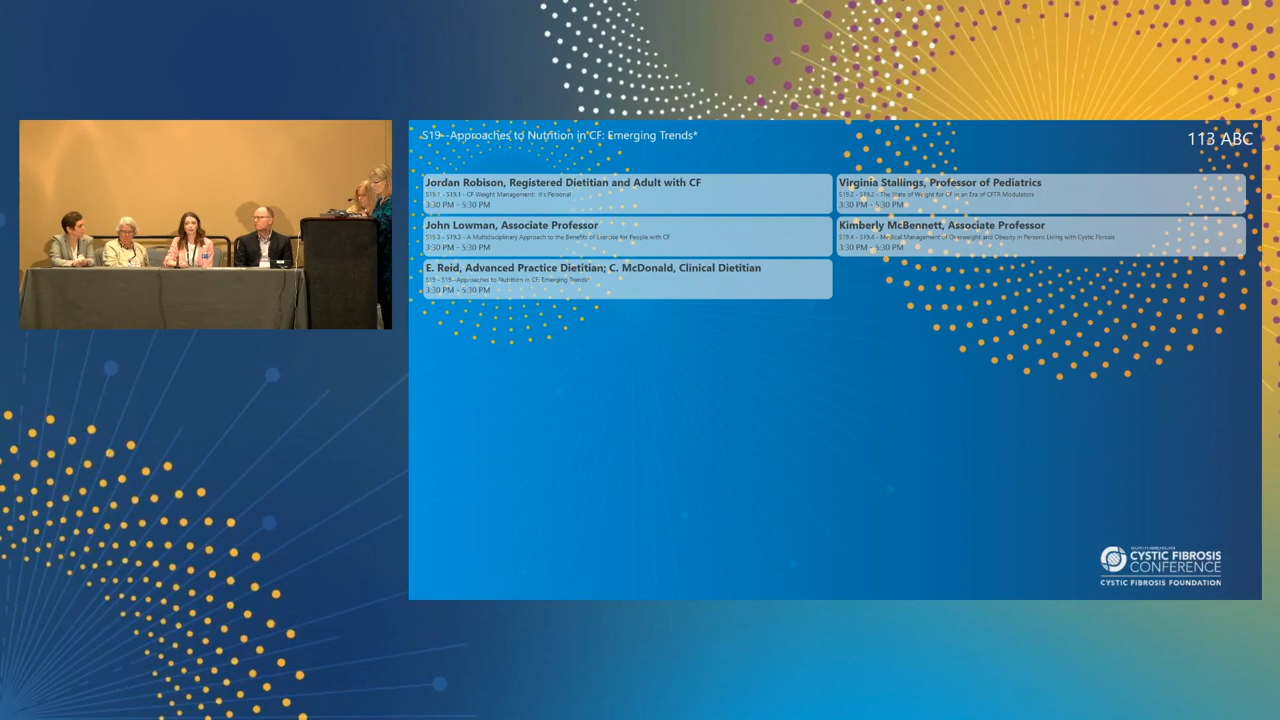 S19--Approaches to Nutrition in CF: Emerging Trends*
113 ABC
Jordan Robison, Registered Dietitian and Adult with CF
S19.1 - S19.1 - CF Weight Management: It's Personal
3:30 PM - 5:30 PM
Virginia Stallings, Professor of Pediatrics
S19.2 - S19.2 - The State of Weight for CF in an Era of CFTR Modulators
3:30 PM - 5:30 PM
John Lowman, Associate Professor
S19.3 - S19.3 - A Multidisciplinary Approach to the Benefits of Exercise for People with CF
3:30 PM - 5:30 PM
Kimberly McBennett, Associate Professor
S19.4 - S19.4 - Medical Management of Overweight and Obesity in Persons Living with Cystic Fibrosis
3:30 PM - 5:30 PM
E. Reid, Advanced Practice Dietitian; C. McDonald, Clinical Dietitian
S19 - S19--Approaches to Nutrition in CF: Emerging Trends*
3:30 PM - 5:30 PM
NORTH AMERICAN
CYSTIC FIBROSIS
CONFERENCE
CYSTIC FIBROSIS FOUNDATION